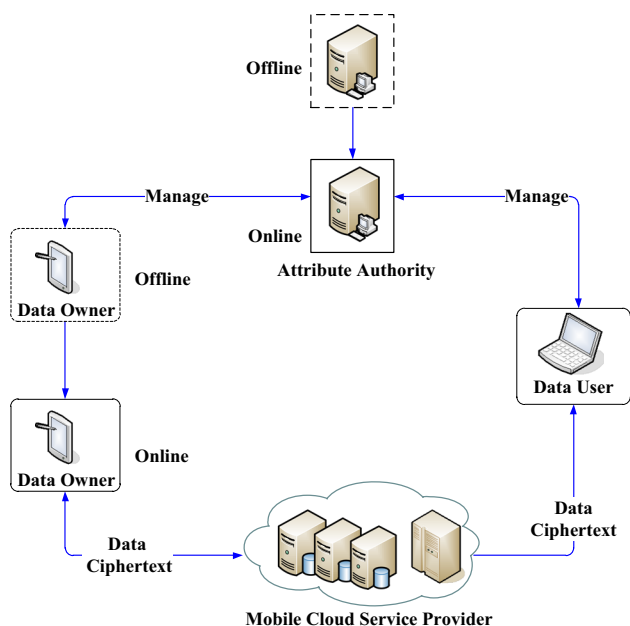 Offline
Manage
Manage
Online
Attribute Authority
Offline
Data Owner
Data User
Online
Data Owner
Data
Ciphertext
Data
Ciphertext
Mobile Cloud Service Provider